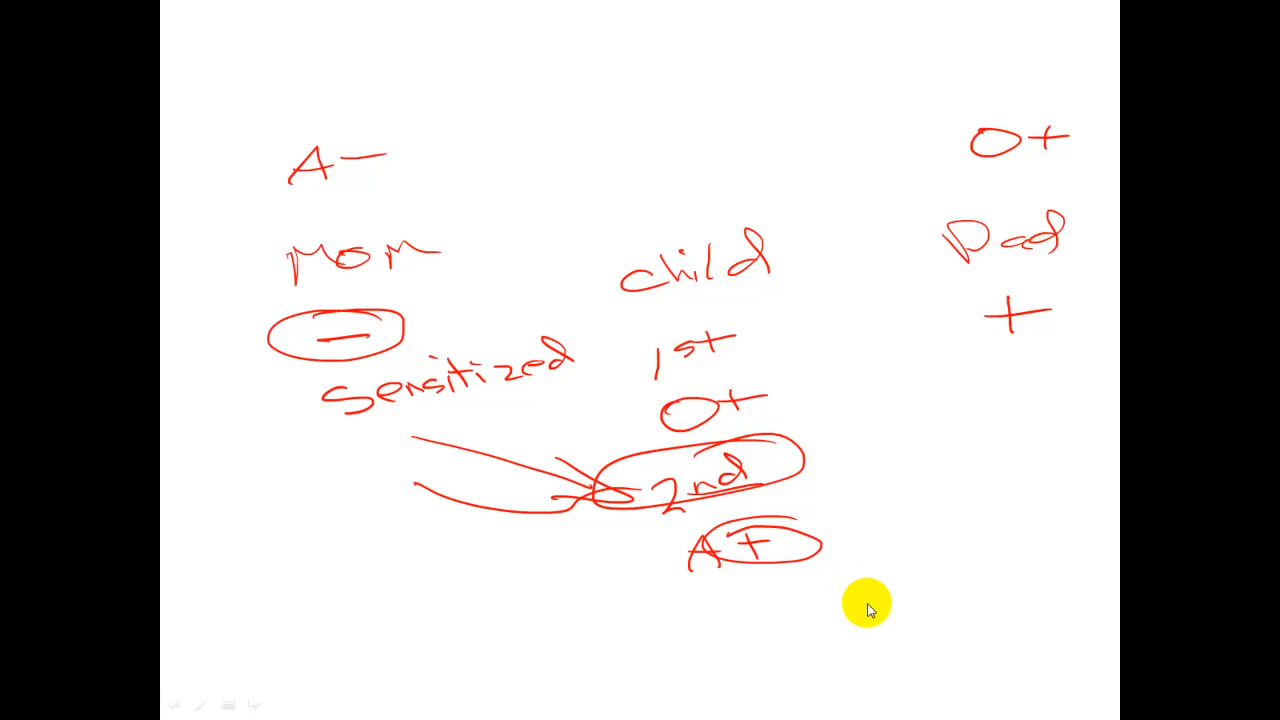 A- O+
Mom Child Dad
- +
Sensitized 1st
O+
2nd
A+